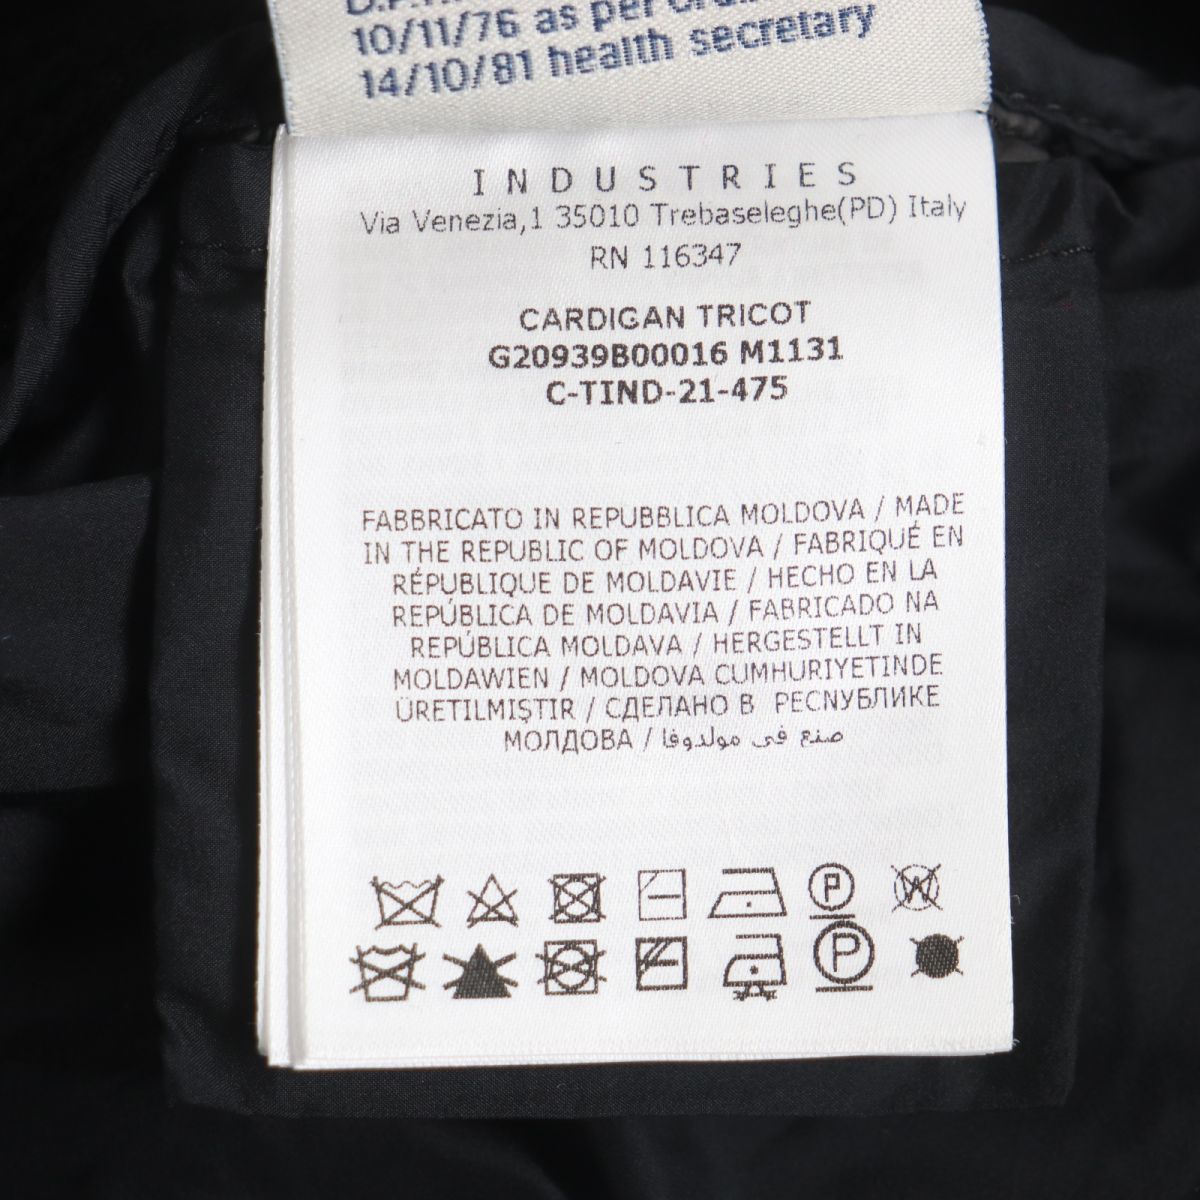 10/11/76 as per
14/10/81 health secretary
INDUSTRIES
Via Venezia,1 35010 Trebaseleghe(PD) Italy
RN 116347
CARDIGAN TRICOT
G20939B00016 M1131
C-TIND-21-475
FABBRICATO IN REPUBBLICA MOLDOVA / MADE
IN THE REPUBLIC OF MOLDOVA / FABRIQUÉ EN
RÉPUBLIQUE DE MOLDAVIE / HECHO EN LA
REPÚBLICA DE MOLDAVIA / FABRICADO NA
REPÚBLICA MOLDAVA / HERGESTELLT IN
MOLDAWIEN / MOLDOVA CUMHURIYETINDE
ÜRETILMIŞTIR / СДЕЛАНО В РЕСПУБЛИКЕ
МОЛДОВА / صنع في مولدوفا
P W
P